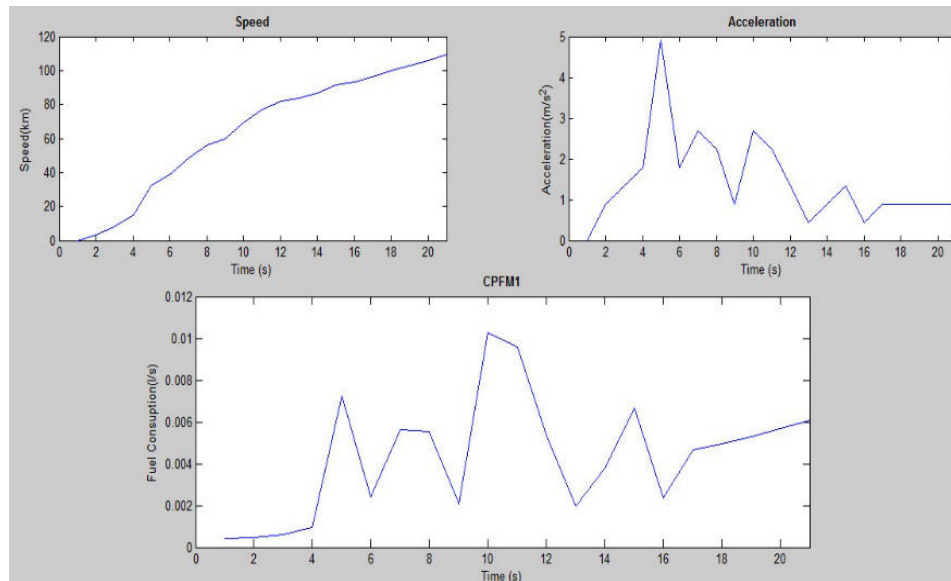 Speed
120
100
80
60
40
20
0
Speed(km)
0 2 4 6 8 10 12 14 16 18 20
Time (s)
Acceleration
5
4
3
2
1
0
Acceleration(m/s²)
0 2 4 6 8 10 12 14 16 18 20
Time (s)
CPFM1
0.012
0.01
0.008
0.006
0.004
0.002
0
Fuel Consuption(l/s)
0 2 4 6 8 10 12 14 16 18 20
Time (s)